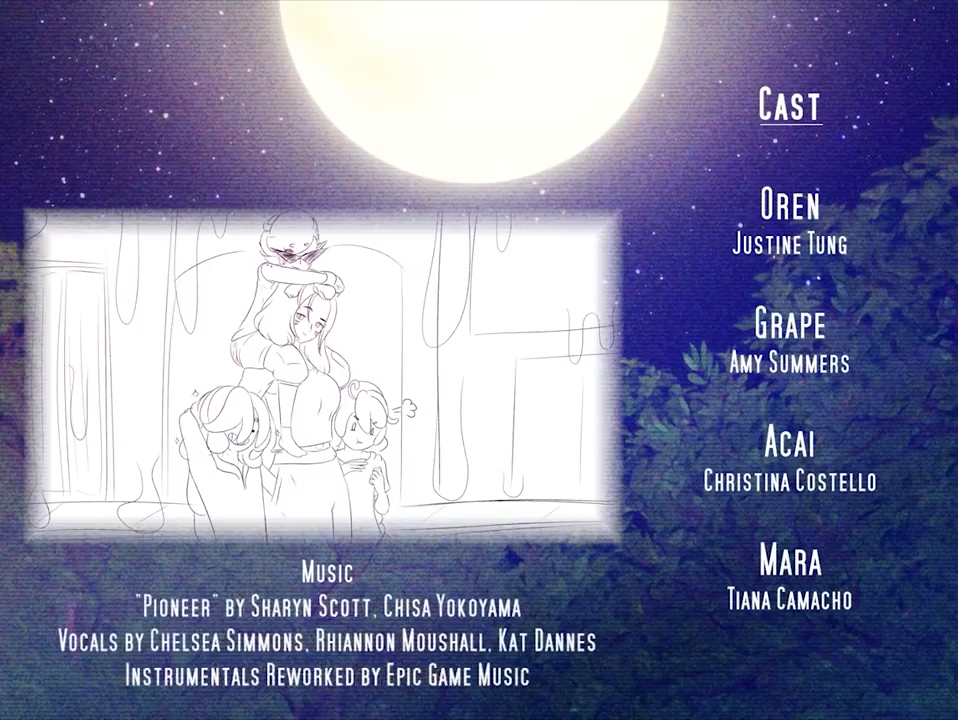 Cast
Oren
Justine Tung
Grape
Amy Summers
Acai
Christina Costello
Mara
Tiana Camacho
Music
"Pioneer" by Sharyn Scott, Chisa Yokoyama
Vocals by Chelsea Simmons, Rhiannon Moushall, Kat Dannes
Instrumentals Reworked by Epic Game Music